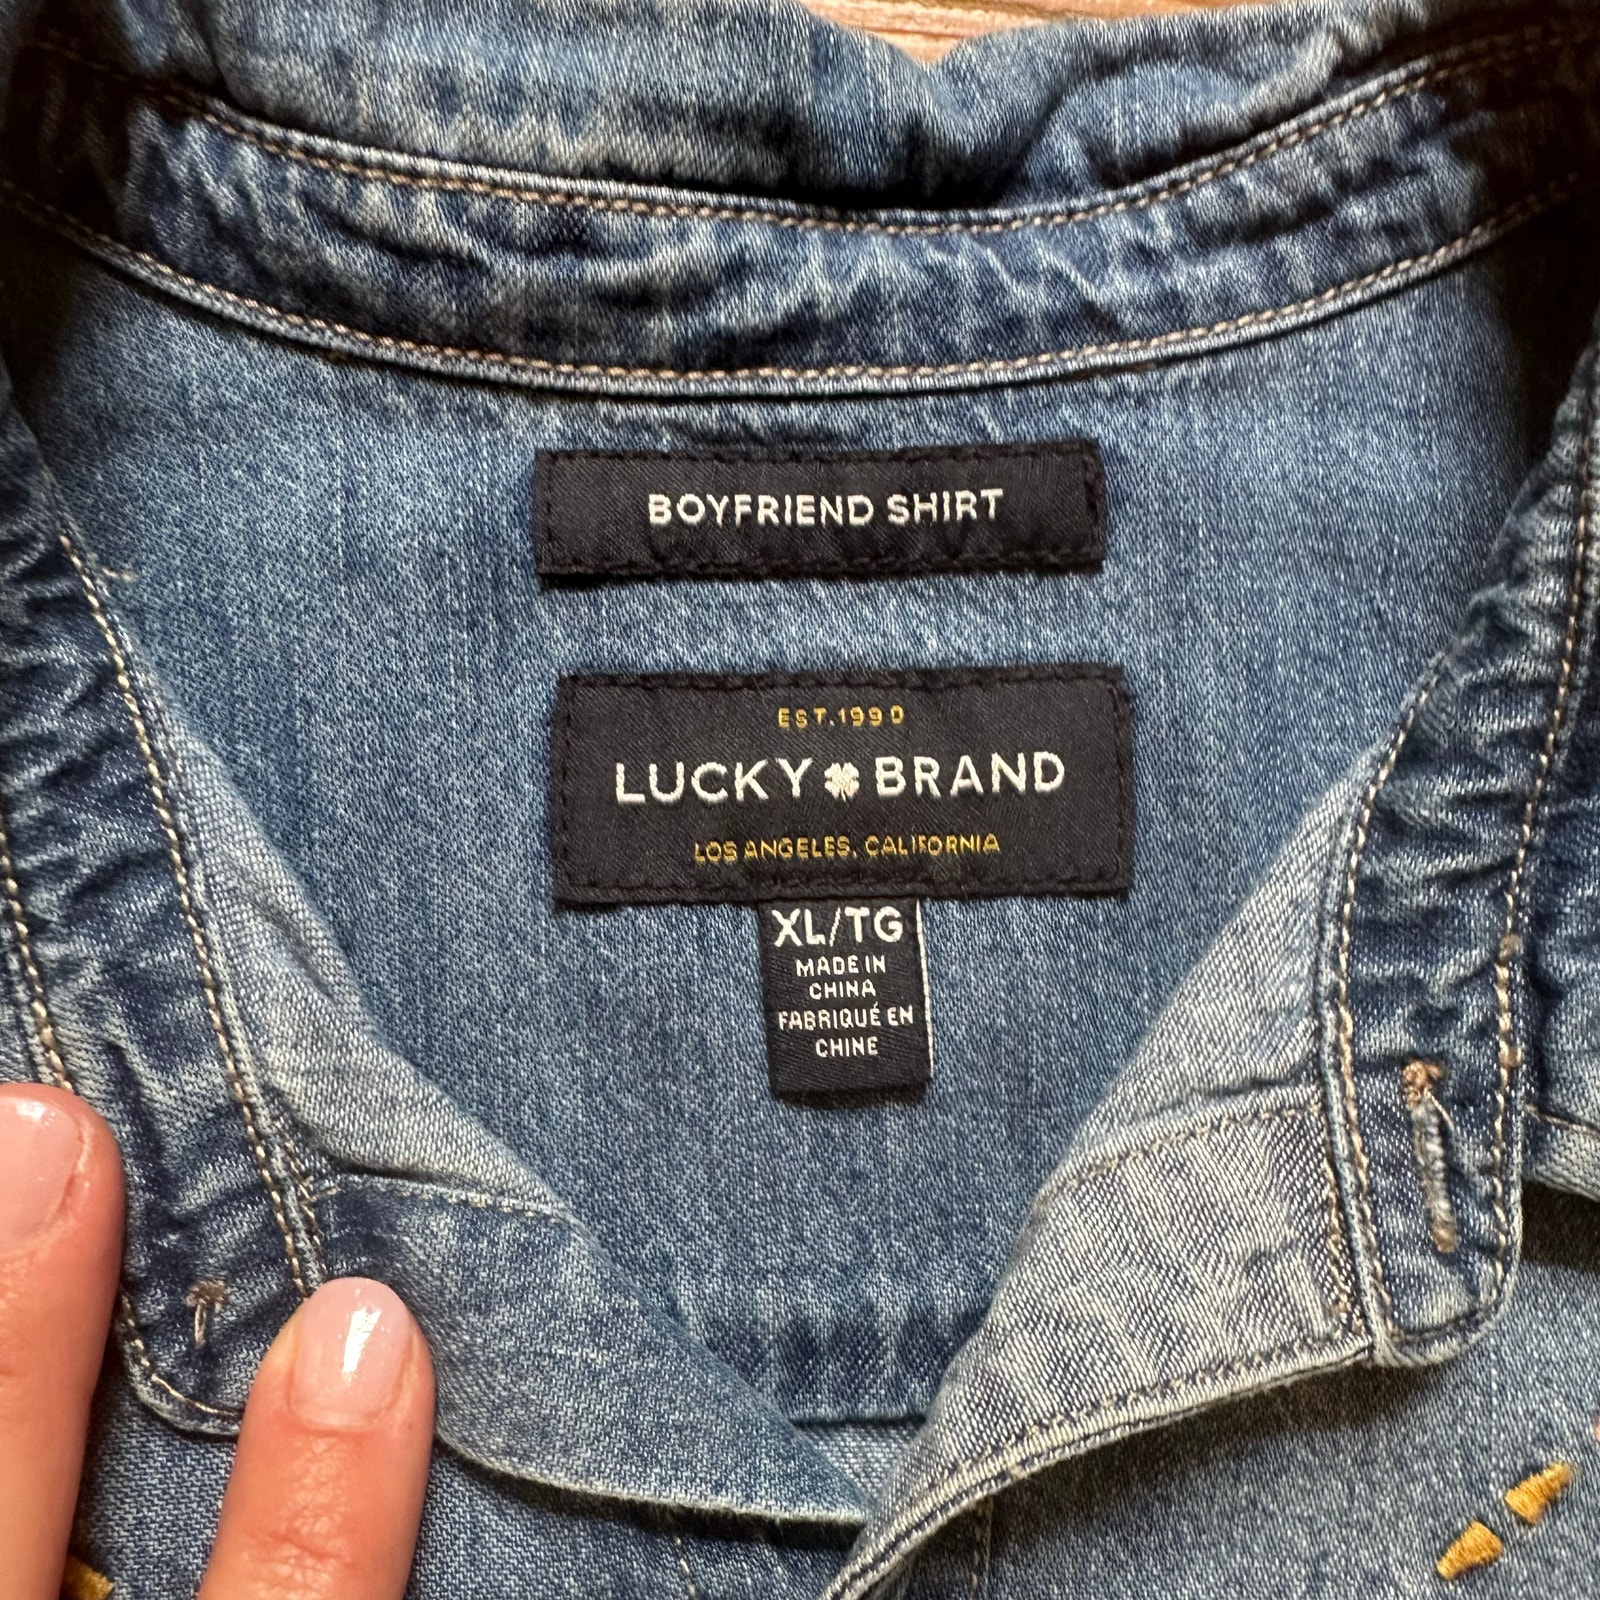 BOYFRIEND SHIRT
EST. 1990
LUCKY BRAND
LOS ANGELES, CALIFORNIA
XL/TG
MADE IN
CHINA
FABRIQUÉ EN
CHINE